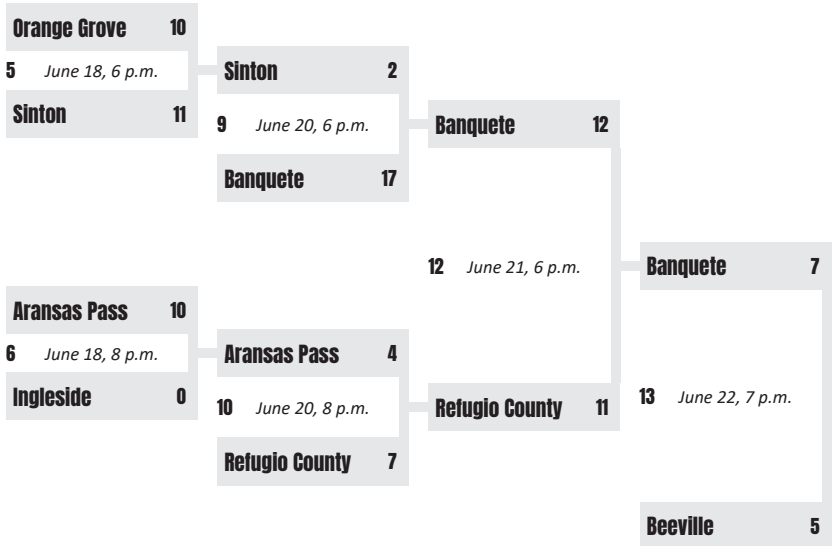 Orange Grove 10
5 June 18, 6 p.m.
Sinton 11
Sinton 2
9 June 20, 6 p.m.
Banquete 17
Banquete 12
12 June 21, 6 p.m.
Refugio County 11
Aransas Pass 10
6 June 18, 8 p.m.
Ingleside 0
Aransas Pass 4
10 June 20, 8 p.m.
Refugio County 7
Banquete 7
13 June 22, 7 p.m.
Beeville 5